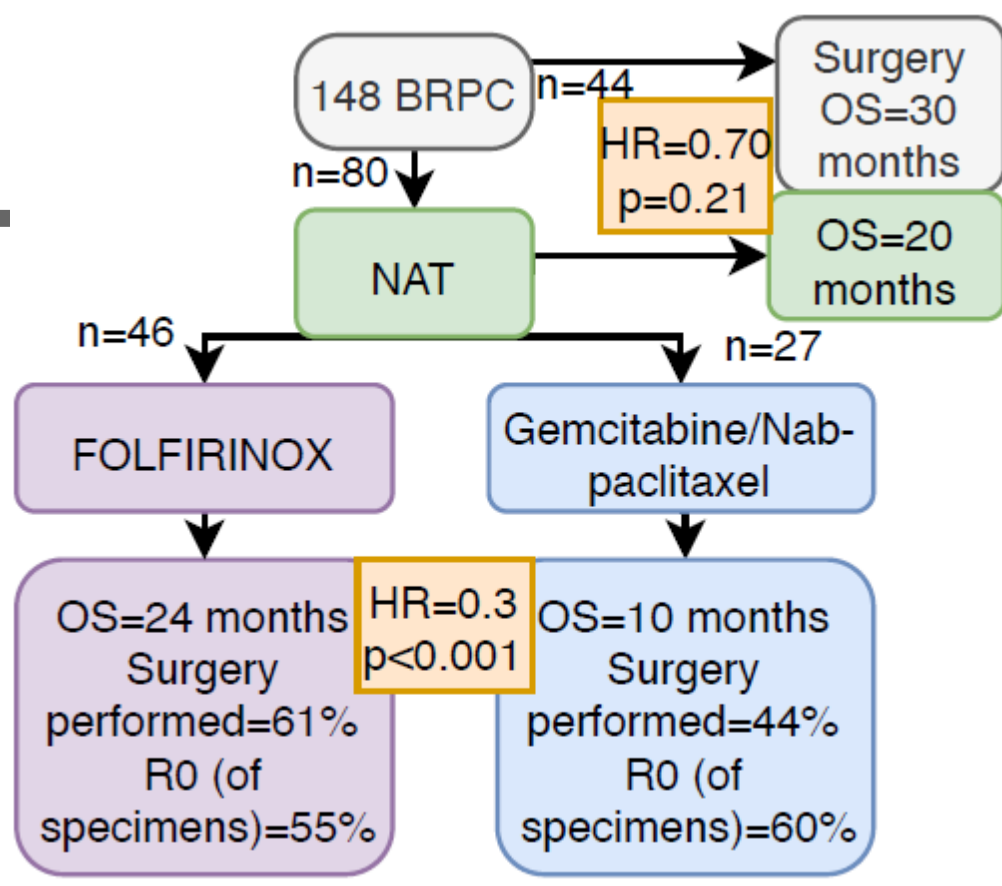 148 BRPC
n=44
Surgery
OS=30
months
HR=0.70
p=0.21
n=80
NAT
OS=20
months
n=46
n=27
FOLFIRINOX
Gemcitabine/Nab-
paclitaxel
OS=24 months
Surgery
performed=61%
R0 (of
specimens)=55%
HR=0.3
p<0.001
OS=10 months
Surgery
performed=44%
R0 (of
specimens)=60%